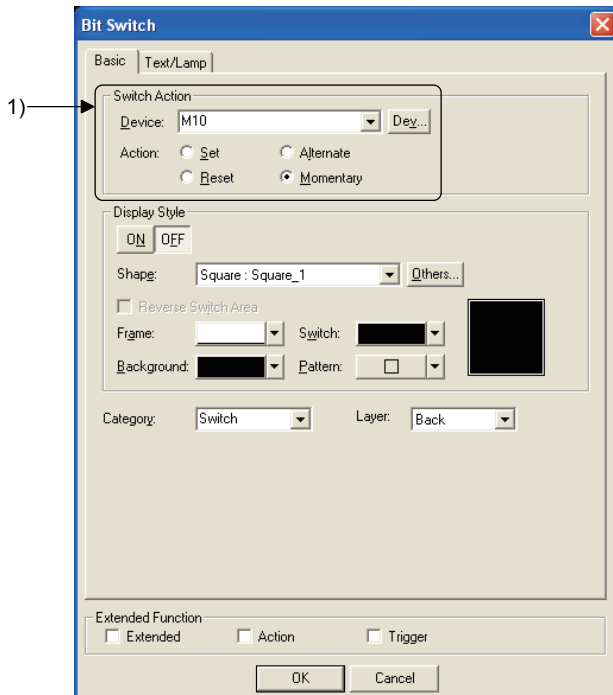 Bit Switch
Basic Text/Lamp
1)
Switch Action
Device: M10 Dev...
Action: Set Alternate
Reset Momentary
Display Style
ON OFF
Shape: Square : Square_1 Others...
Reverse Switch Area
Frame: Switch:
Background: Pattern:
Category: Switch Layer: Back
Extended Function
Extended Action Trigger
OK Cancel